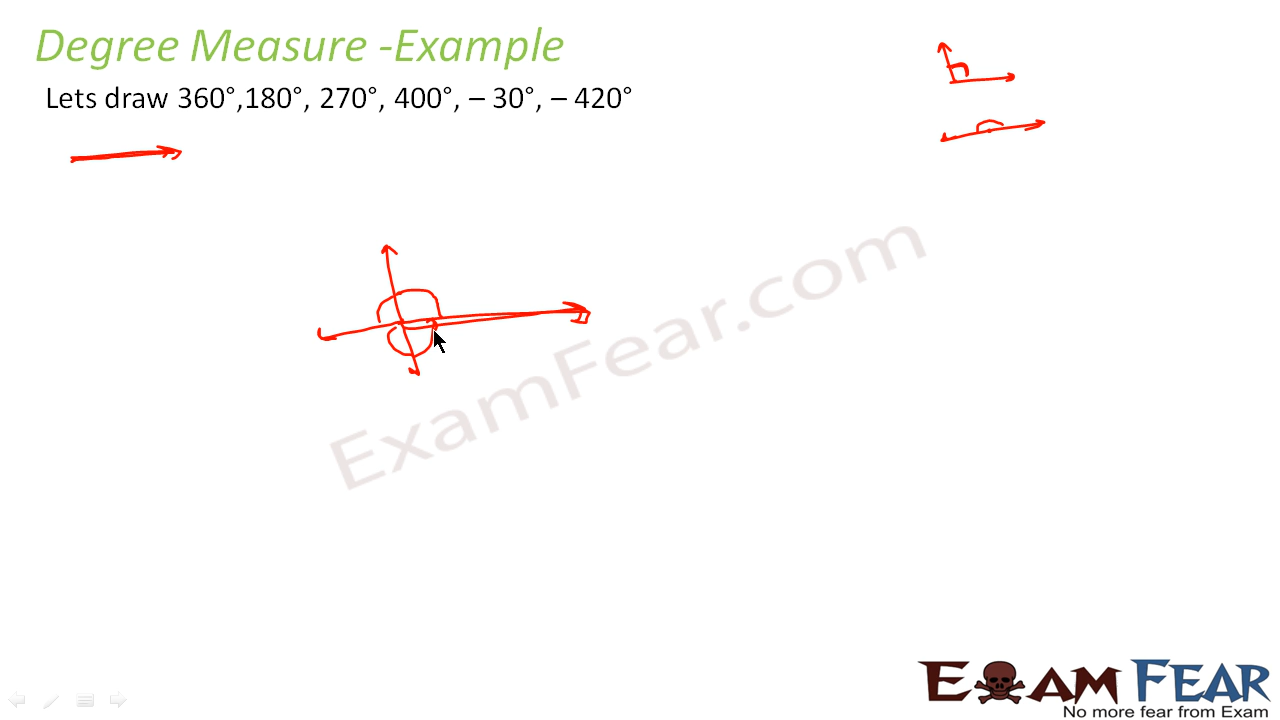 Degree Measure -Example
Lets draw 360°,180°, 270°, 400°, – 30°, – 420°
ExamFear.com
EXAM FEAR
No more fear from Exam